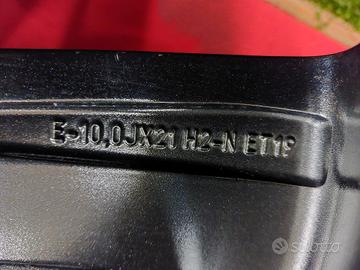 E-10,0JX21 H2-N ET19
subito